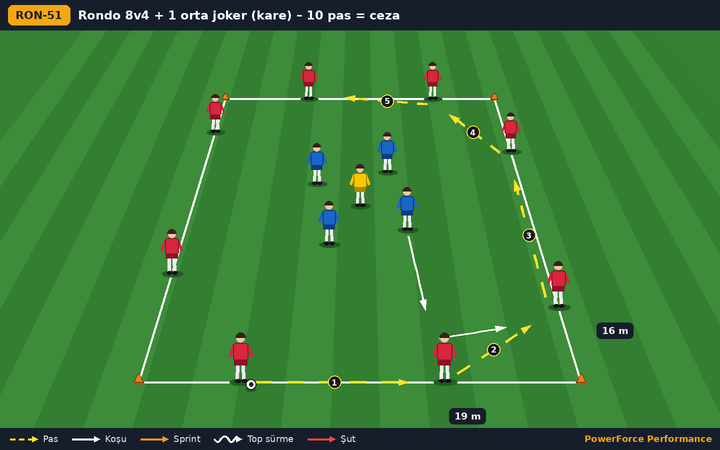 RON-51 Rondo 8v4 + 1 orta joker (kare) – 10 pas = ceza
5
4
3
16 m
2
1
19 m
Pas Koşu Sprint Top sürme Şut PowerForce Performance